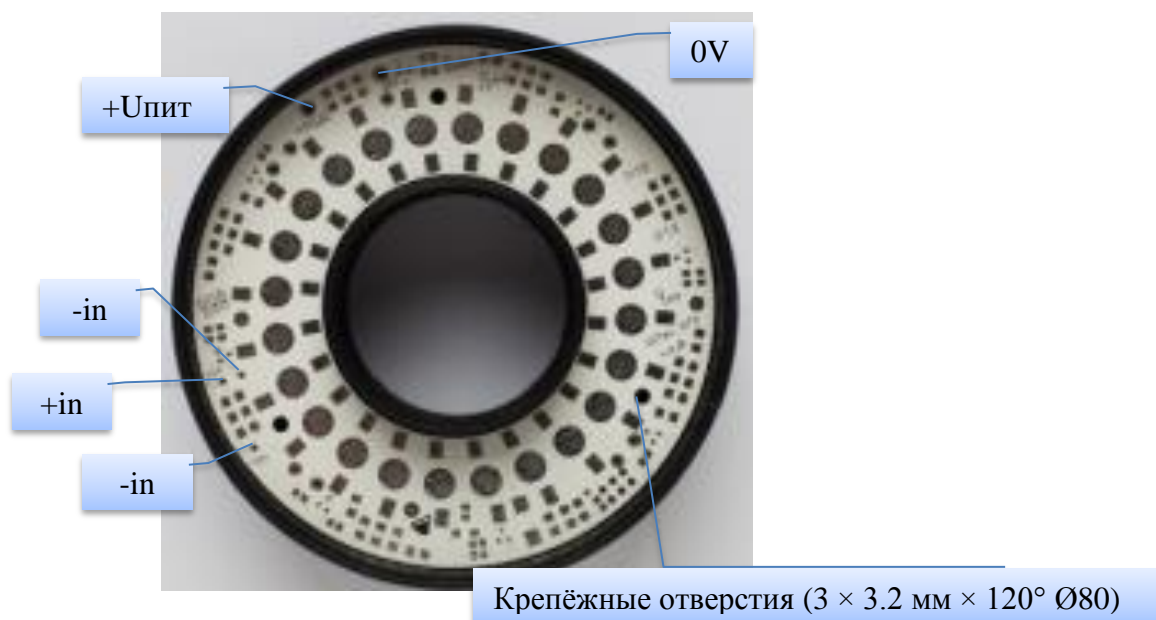 0V
+Uпит
-in
+in
-in
Крепёжные отверстия (3 × 3.2 мм × 120° Ø80)